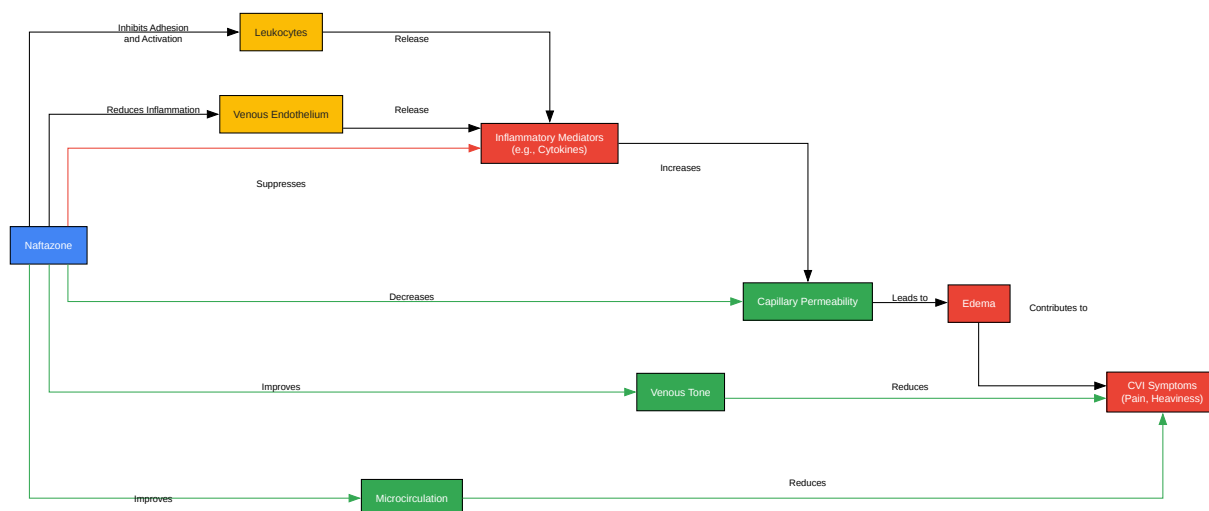 Inhibits Adhesion
and Activation
Leukocytes
Release
Reduces Inflammation
Venous Endothelium
Release
Inflammatory Mediators
(e.g., Cytokines)
Increases
Suppresses
Naftazone
Decreases
Capillary Permeability
Leads to
Edema
Contributes to
Improves
Venous Tone
Reduces
CVI Symptoms
(Pain, Heaviness)
Improves
Microcirculation
Reduces